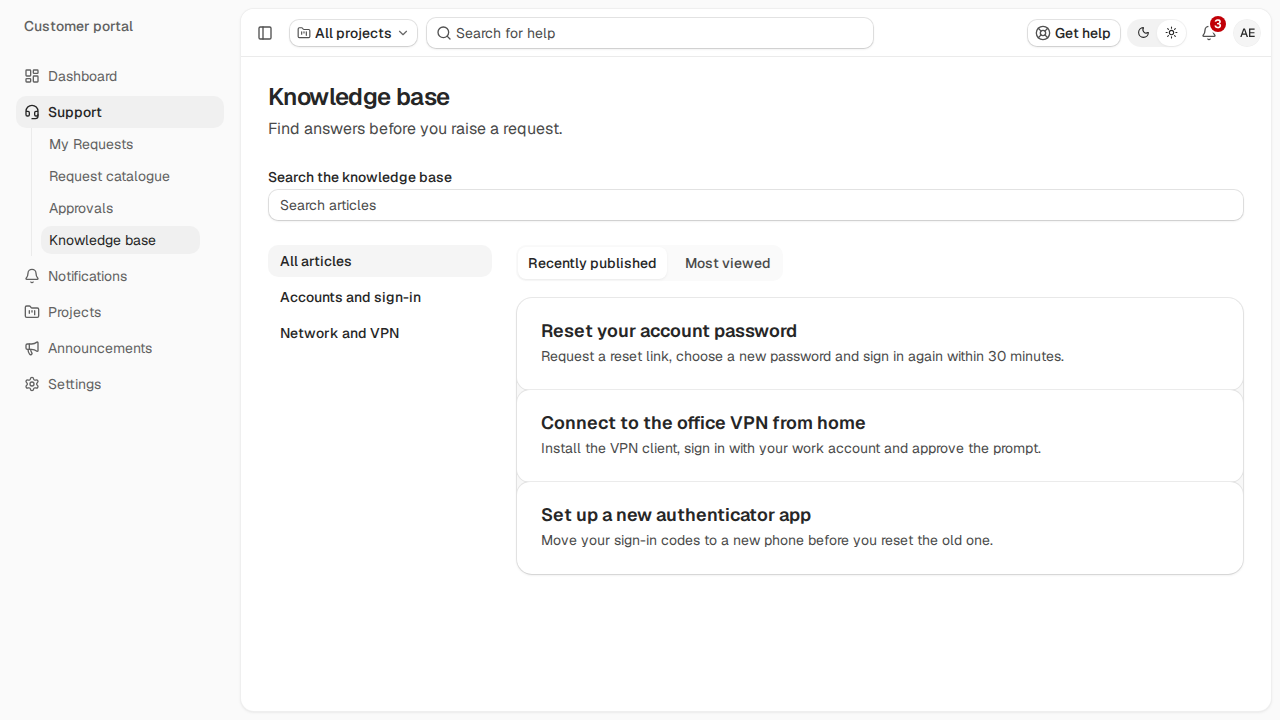 Customer portal
Dashboard
Support
My Requests
Request catalogue
Approvals
Knowledge base
Notifications
Projects
Announcements
Settings
All projects
Search for help
Get help
3
AE
Knowledge base
Find answers before you raise a request.
Search the knowledge base
Search articles
All articles
Accounts and sign-in
Network and VPN
Recently published
Most viewed
Reset your account password
Request a reset link, choose a new password and sign in again within 30 minutes.
Connect to the office VPN from home
Install the VPN client, sign in with your work account and approve the prompt.
Set up a new authenticator app
Move your sign-in codes to a new phone before you reset the old one.